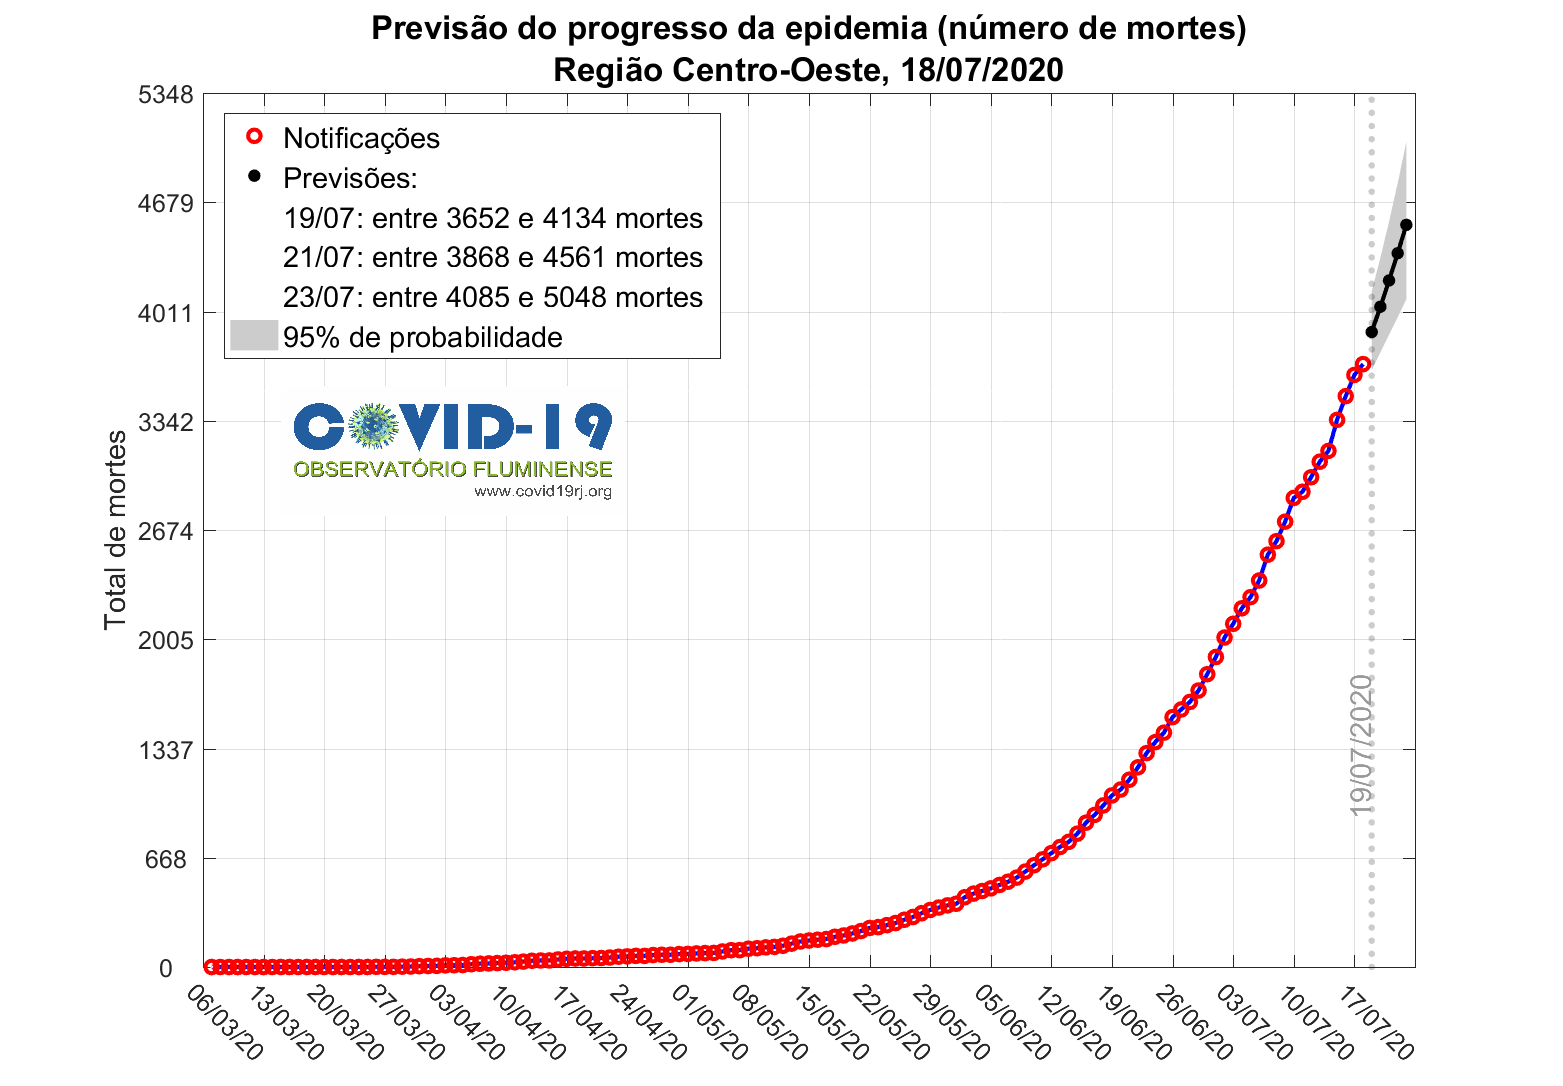 Previsão do progresso da epidemia (número de mortes)
Região Centro-Oeste, 18/07/2020
Notificações
Previsões:
19/07: entre 3652 e 4134 mortes
21/07: entre 3868 e 4561 mortes
23/07: entre 4085 e 5048 mortes
95% de probabilidade
COVID-19
OBSERVATÓRIO FLUMINENSE
www.covid19rj.org
Total de mortes
5348
4679
4011
3342
2674
2005
1337
668
0
19/07/2020
06/03/20
13/03/20
20/03/20
27/03/20
03/04/20
10/04/20
17/04/20
24/04/20
01/05/20
08/05/20
15/05/20
22/05/20
29/05/20
05/06/20
12/06/20
19/06/20
26/06/20
03/07/20
10/07/20
17/07/20